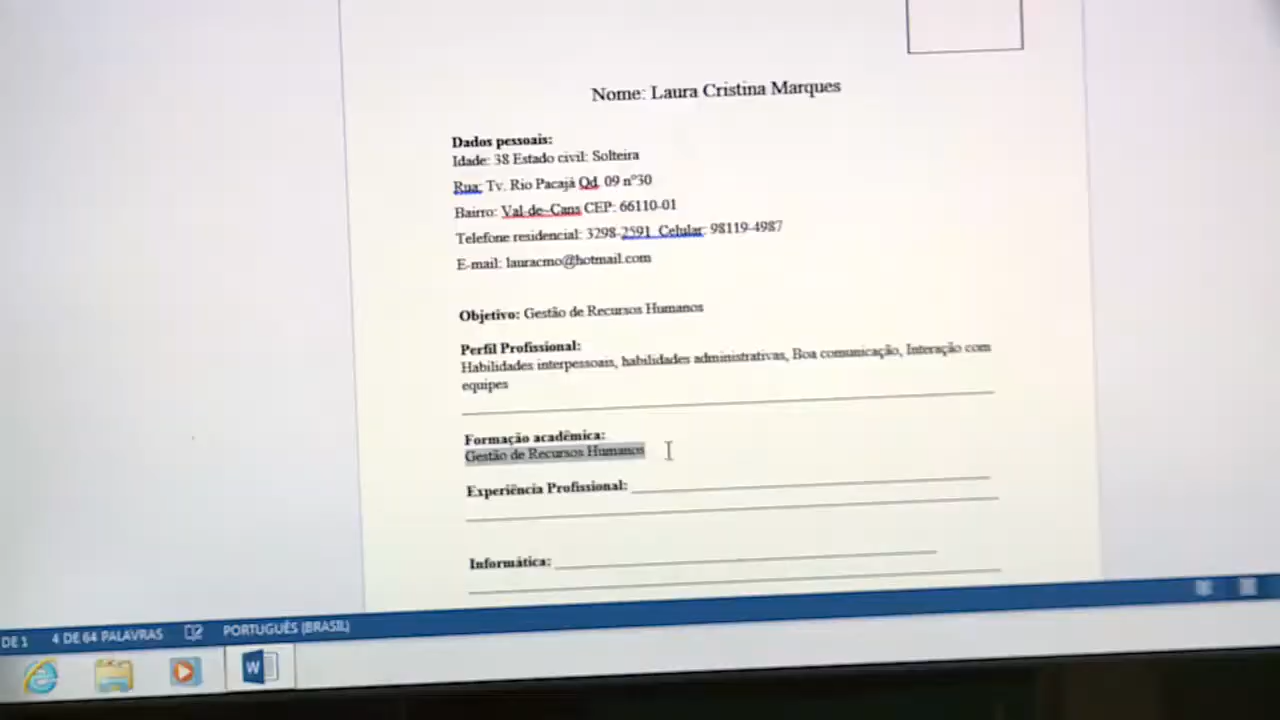 Nome: Laura Cristina Marques
Dados pessoais:
Idade: 38 Estado civil: Solteira
Rua: Tv. Rio Pacajá Qd. 09 nº30
Bairro: Val-de-Cans CEP: 66110-01
Telefone residencial: 3298-2591 Celular: 98119-4987
E-mail: lauracmo@hotmail.com
Objetivo: Gestão de Recursos Humanos
Perfil Profissional:
Habilidades interpessoais, habilidades administrativas, Boa comunicação, Interação com
equipes
Formação acadêmica:
Gestão de Recursos Humanos
Experiência Profissional:
Informática:
DE 1 4 DE 64 PALAVRAS PORTUGUÊS (BRASIL)
W